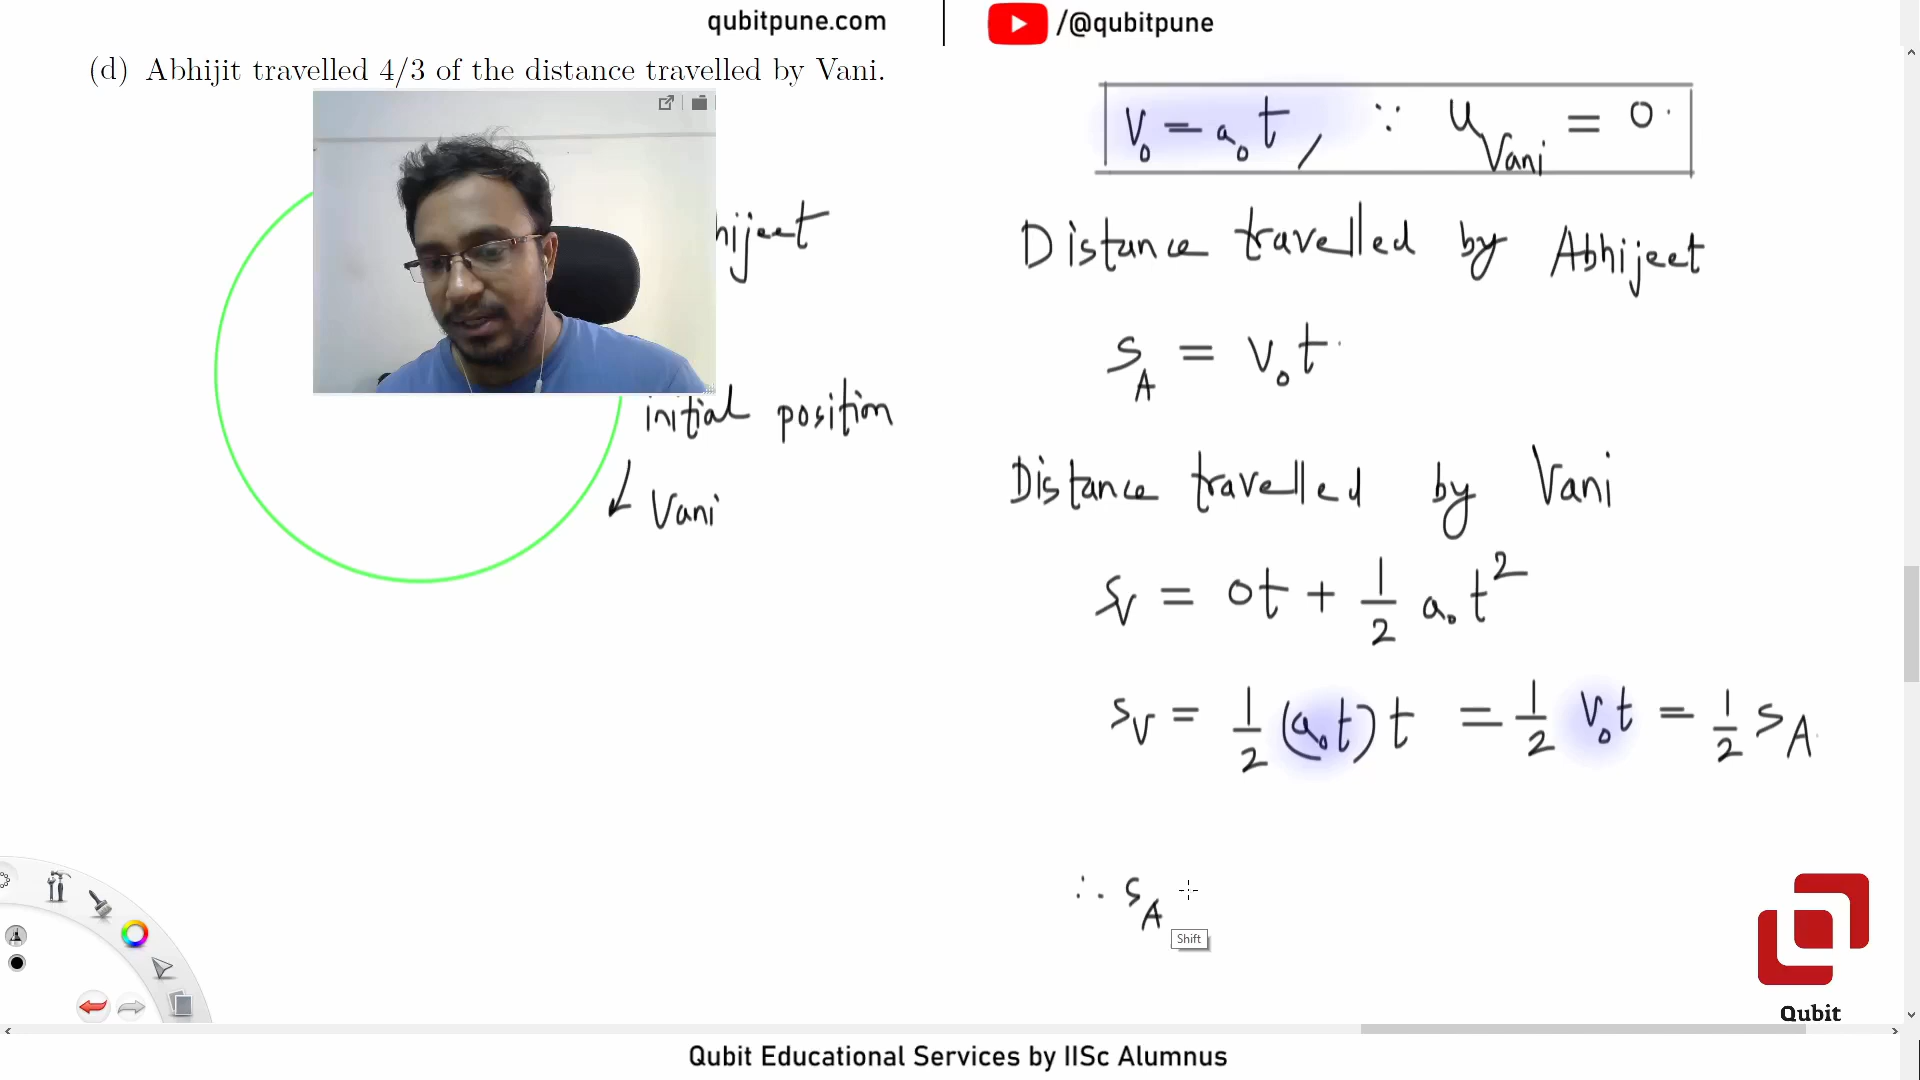 qubitpune.com | /@qubitpune
(d) Abhijit travelled 4/3 of the distance travelled by Vani.
v₀ = a₀t, ∵ u_Vani = 0.
Distance travelled by Abhijeet
s_A = v₀t.
Distance travelled by Vani
s_V = 0t + 1/2 a₀t²
s_V = 1/2 (a₀t) t = 1/2 v₀t = 1/2 s_A.
∴ s_A
Shift
hijeet
initial position
Vani
Qubit
Qubit Educational Services by IISc Alumnus